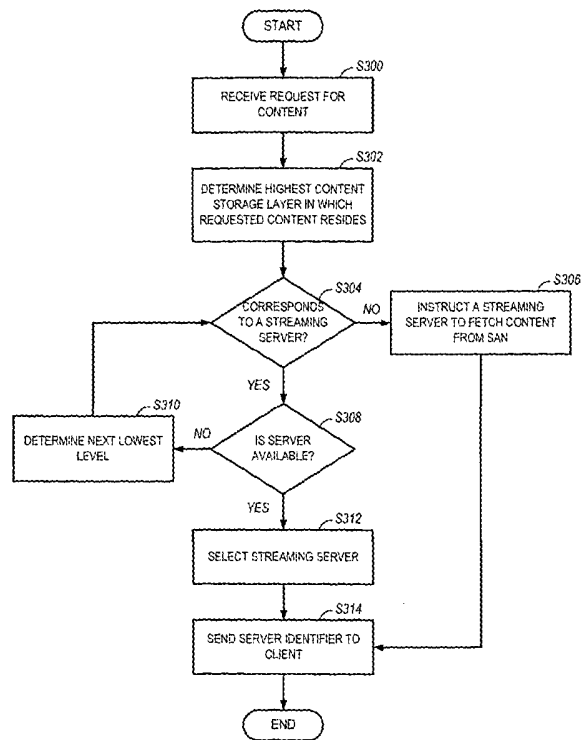 START
S300
RECEIVE REQUEST FOR
CONTENT
S302
DETERMINE HIGHEST CONTENT
STORAGE LAYER IN WHICH
REQUESTED CONTENT RESIDES
S304
CORRESPONDS
TO A STREAMING
SERVER?
NO
S306
INSTRUCT A STREAMING
SERVER TO FETCH CONTENT
FROM SAN
YES
S310
DETERMINE NEXT LOWEST
LEVEL
NO
S308
IS SERVER
AVAILABLE?
YES
S312
SELECT STREAMING SERVER
S314
SEND SERVER IDENTIFIER TO
CLIENT
END